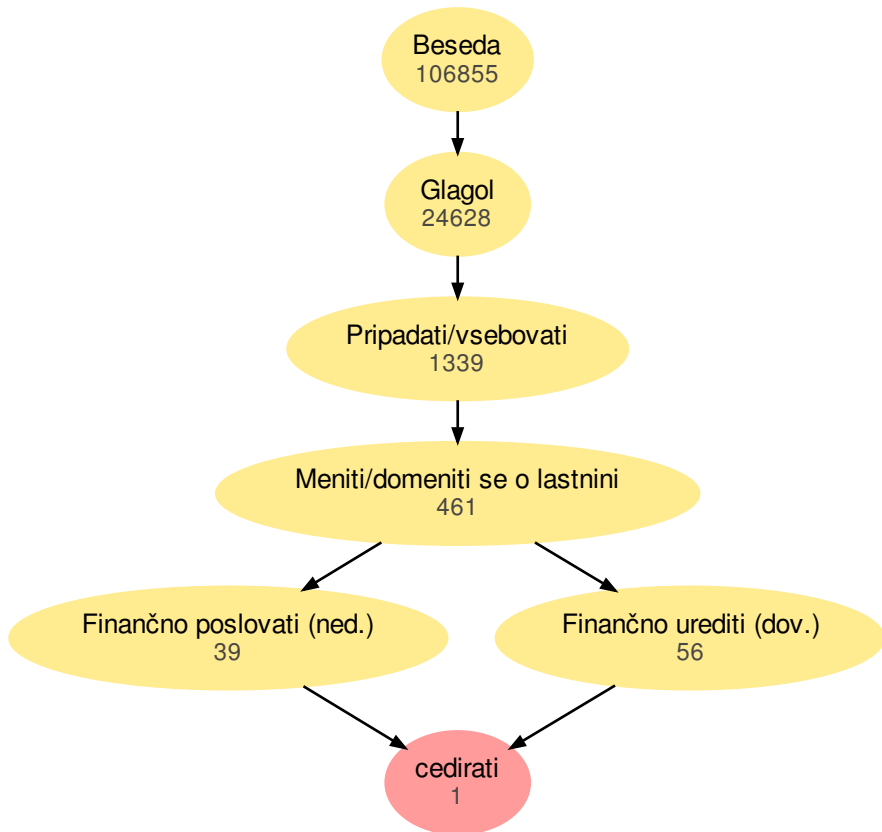 Beseda
106855
Glagol
24628
Pripadati/vsebovati
1339
Meniti/domeniti se o lastnini
461
Finančno poslovati (ned.)
39
Finančno urediti (dov.)
56
cedirati
1